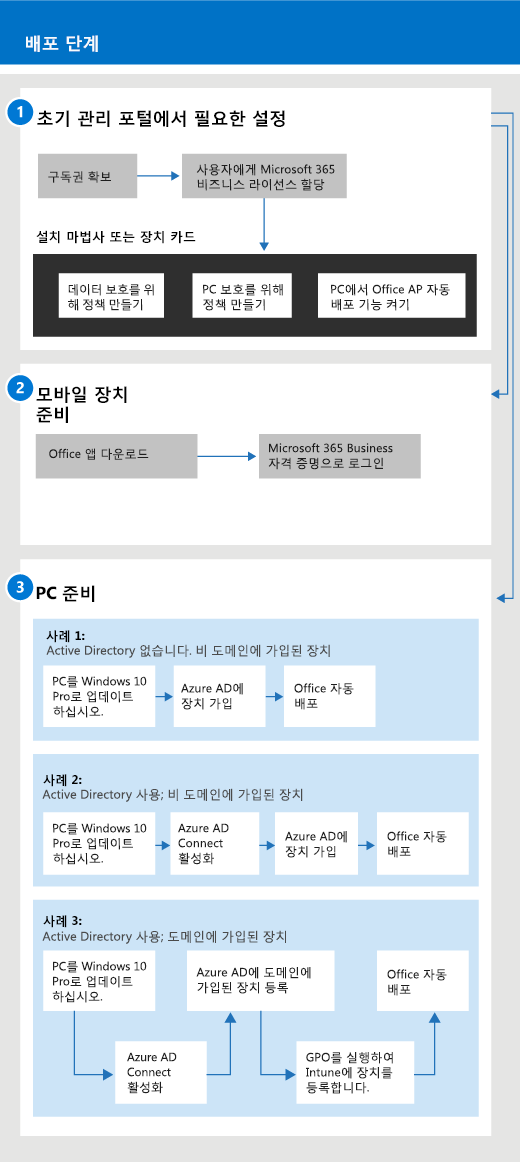 배포 단계
1
초기 관리 포털에서 필요한 설정
구독권 확보
사용자에게 Microsoft 365
비즈니스 라이선스 할당
설치 마법사 또는 장치 카드
데이터 보호를 위
해 정책 만들기
PC 보호를 위해
정책 만들기
PC에서 Office AP 자동
배포 기능 켜기
2
모바일 장치
준비
Office 앱 다운로드
Microsoft 365 Business
자격 증명으로 로그인
3
PC 준비
사례 1:
Active Directory 없습니다. 비 도메인에 가입된 장치
PC를 Windows 10
Pro로 업데이트
하십시오.
Azure AD에
장치 가입
Office 자동
배포
사례 2:
Active Directory 사용; 비 도메인에 가입된 장치
PC를 Windows 10
Pro로 업데이트
하십시오.
Azure AD
Connect
활성화
Azure AD에
장치 가입
Office 자동
배포
사례 3:
Active Directory 사용; 도메인에 가입된 장치
PC를 Windows 10
Pro로 업데이트
하십시오.
Azure AD
Connect
활성화
Azure AD에 도메인에
가입된 장치 등록
GPO를 실행하여
Intune에 장치를
등록합니다.
Office 자동
배포